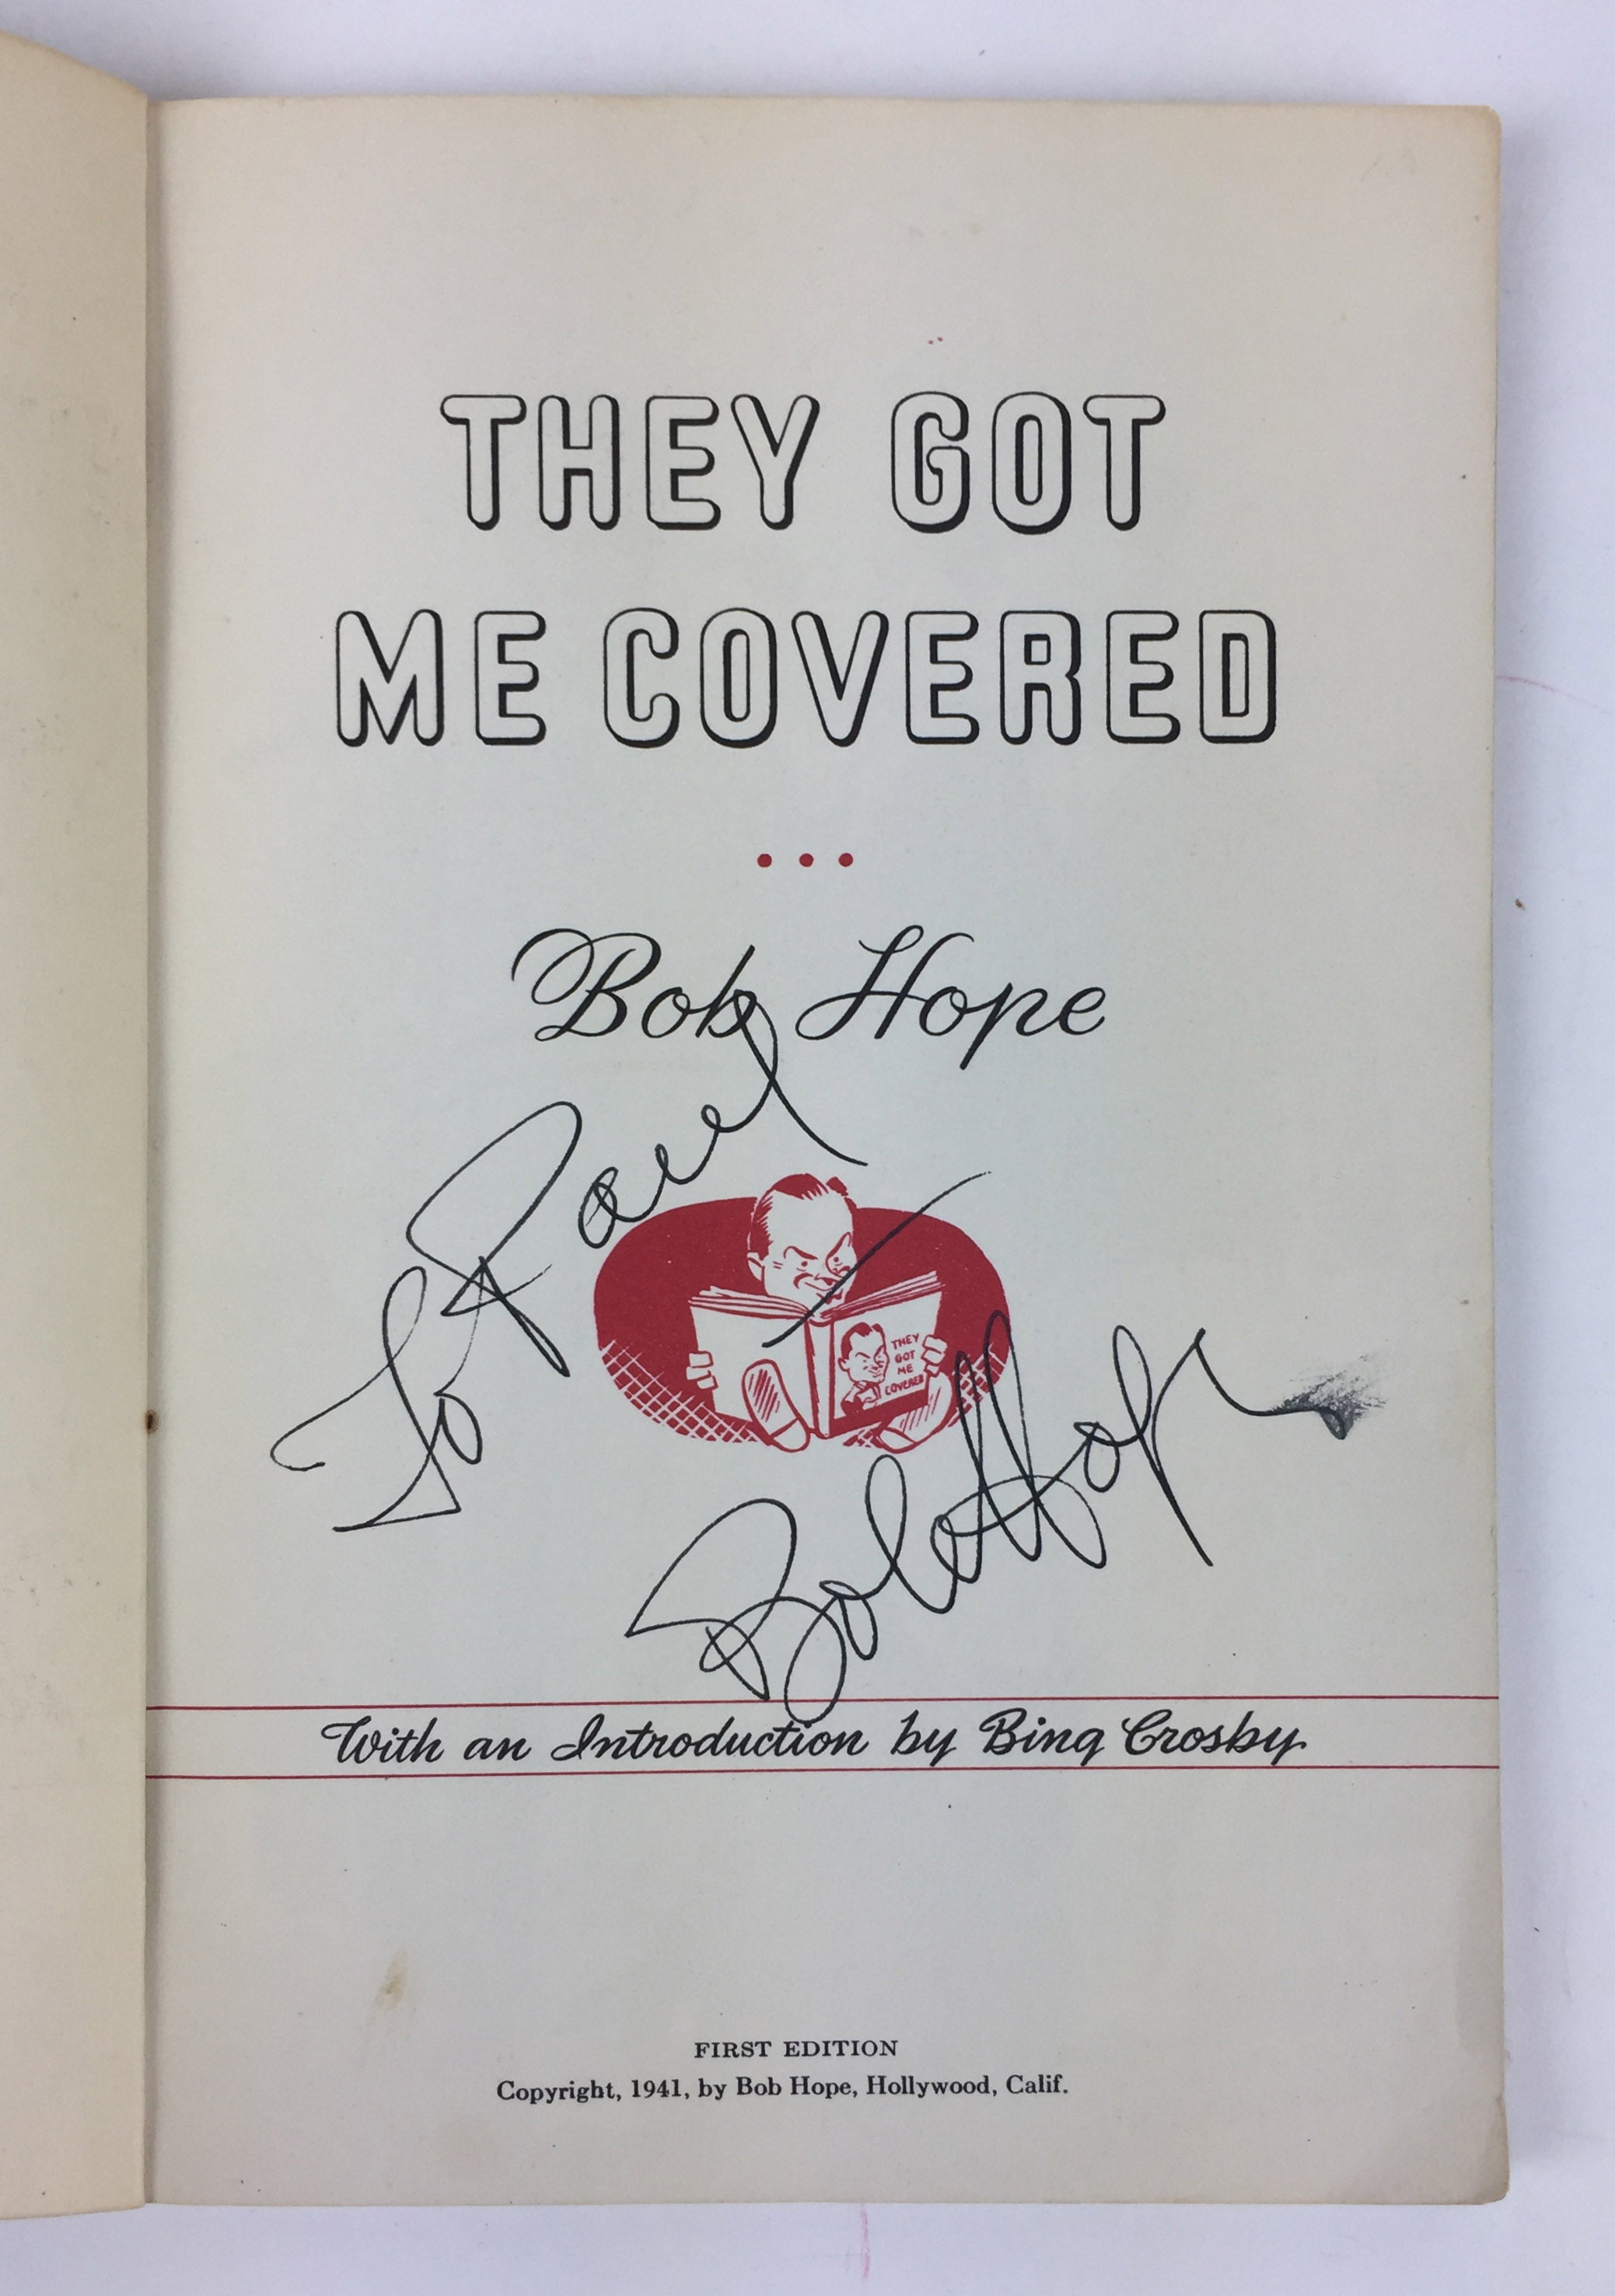 THEY GOT
ME COVERED
Bob Hope
To Paul
THEY
GOT
ME
COVERED
Bob Hope
With an Introduction by Bing Crosby
FIRST EDITION
Copyright, 1941, by Bob Hope, Hollywood, Calif.